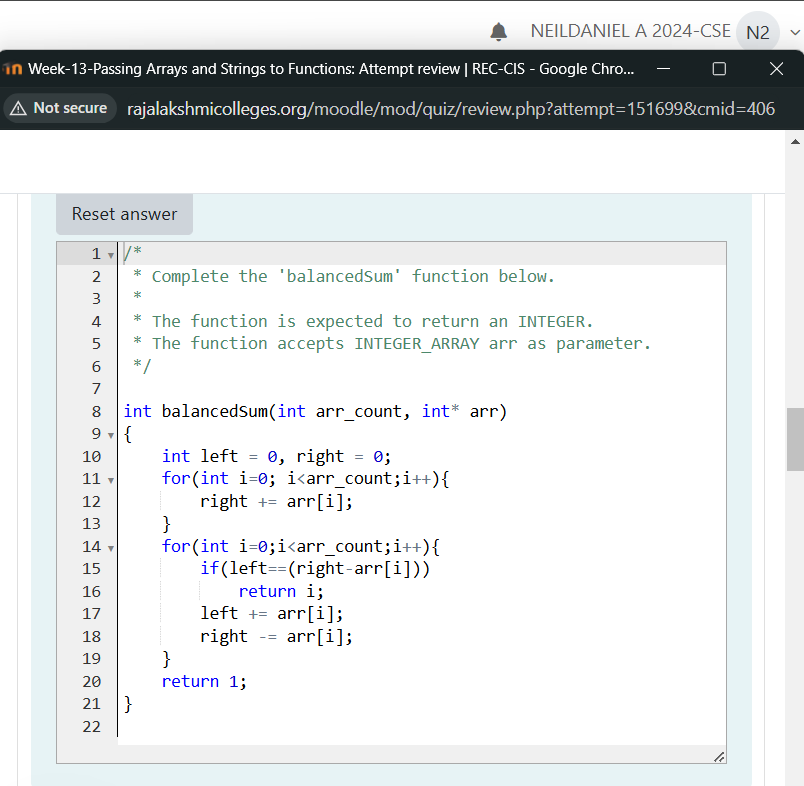 NEILDANIEL A 2024-CSE N2
Week-13-Passing Arrays and Strings to Functions: Attempt review | REC-CIS - Google Chro...
Not secure rajalakshmicolleges.org/moodle/mod/quiz/review.php?attempt=151699&cmid=406
Reset answer
1 /*
2  * Complete the 'balancedSum' function below.
3  *
4  * The function is expected to return an INTEGER.
5  * The function accepts INTEGER_ARRAY arr as parameter.
6  */
7
8 int balancedSum(int arr_count, int* arr)
9 {
10     int left = 0, right = 0;
11     for(int i=0; i<arr_count;i++){
12         right += arr[i];
13     }
14     for(int i=0;i<arr_count;i++){
15         if(left==(right-arr[i]))
16             return i;
17         left += arr[i];
18         right -= arr[i];
19     }
20     return 1;
21 }
22